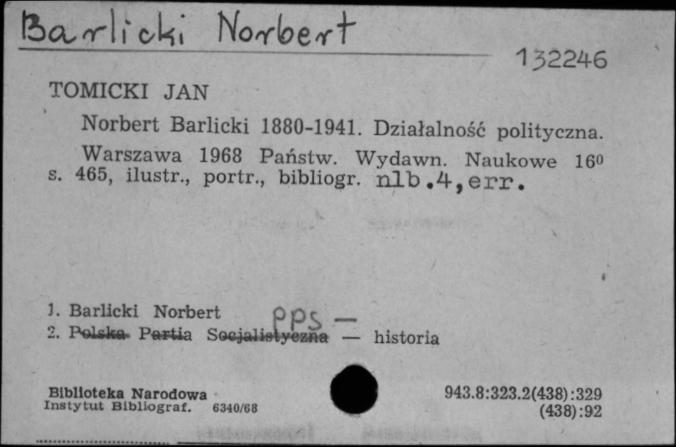 Barlicki Norbert
132246
TOMICKI JAN
Norbert Barlicki 1880-1941. Działalność polityczna.
Warszawa 1968 Państw. Wydawn. Naukowe 16⁰
s. 465, ilustr., portr., bibliogr. nlb.4, err.
1. Barlicki Norbert
PPS —
2. Polska Partia Socjalistyczna — historia
Biblioteka Narodowa
Instytut Bibliograf. 6340/68
943.8:323.2(438):329
(438):92